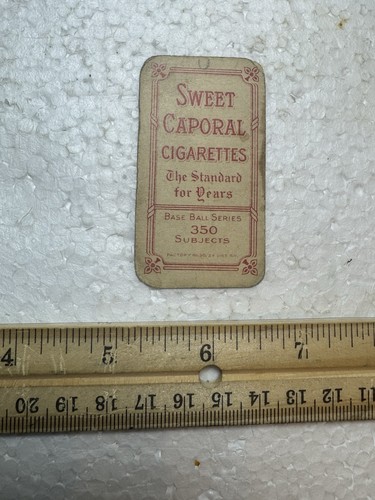 SWEET
CAPORAL
CIGARETTES
The Standard
for Years
BASE BALL SERIES
350
SUBJECTS
4 5 6 7
20 19 18 17 16 15 14 13 12 11